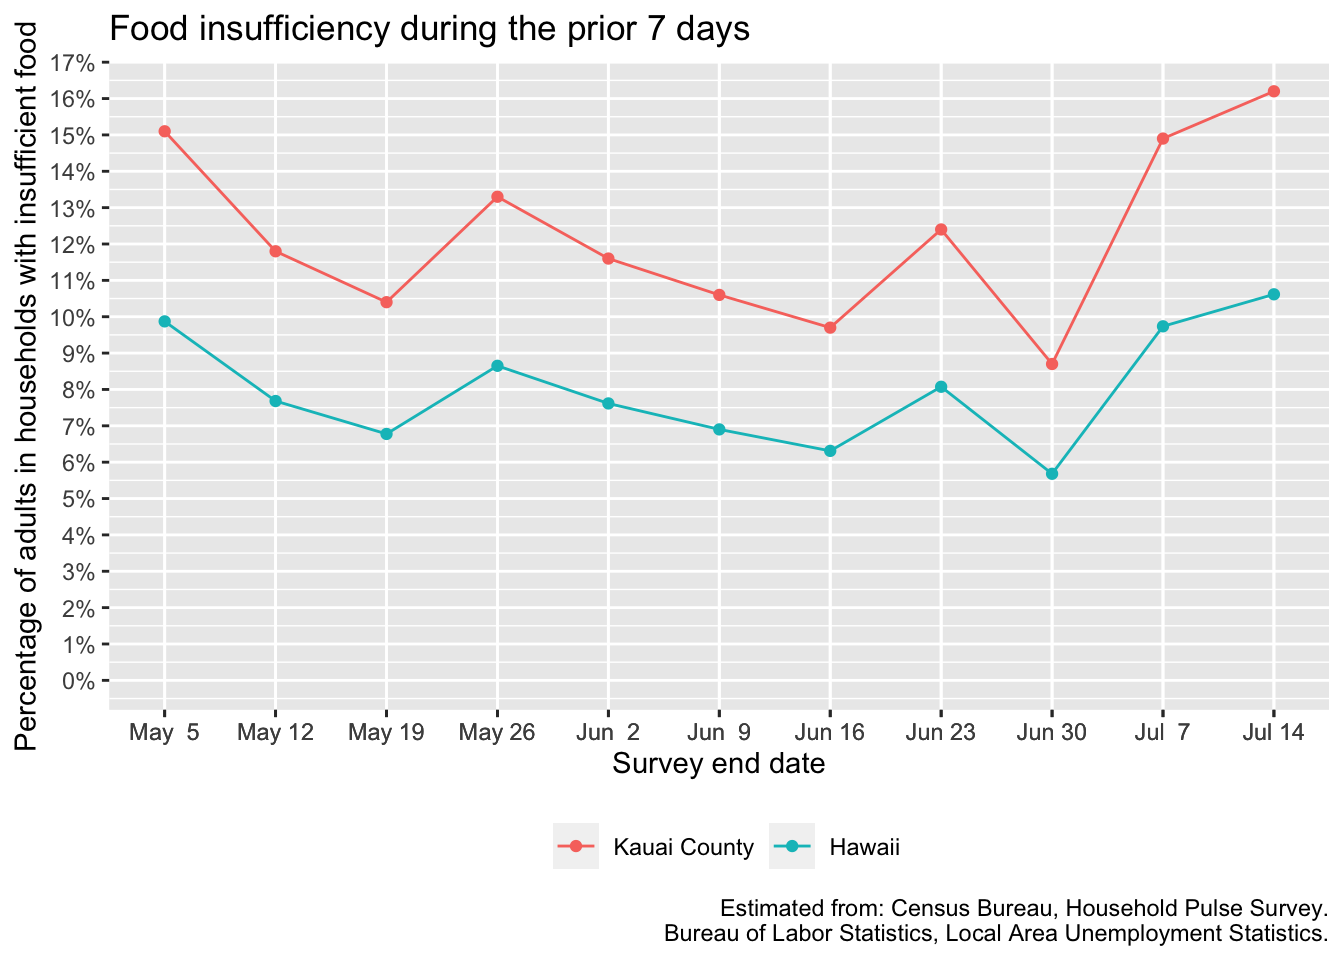 Food insufficiency during the prior 7 days
Percentage of adults in households with insufficient food
17%
16%
15%
14%
13%
12%
11%
10%
9%
8%
7%
6%
5%
4%
3%
2%
1%
0%
May 5 May 12 May 19 May 26 Jun 2 Jun 9 Jun 16 Jun 23 Jun 30 Jul 7 Jul 14
Survey end date
Kauai County Hawaii
Estimated from: Census Bureau, Household Pulse Survey.
Bureau of Labor Statistics, Local Area Unemployment Statistics.